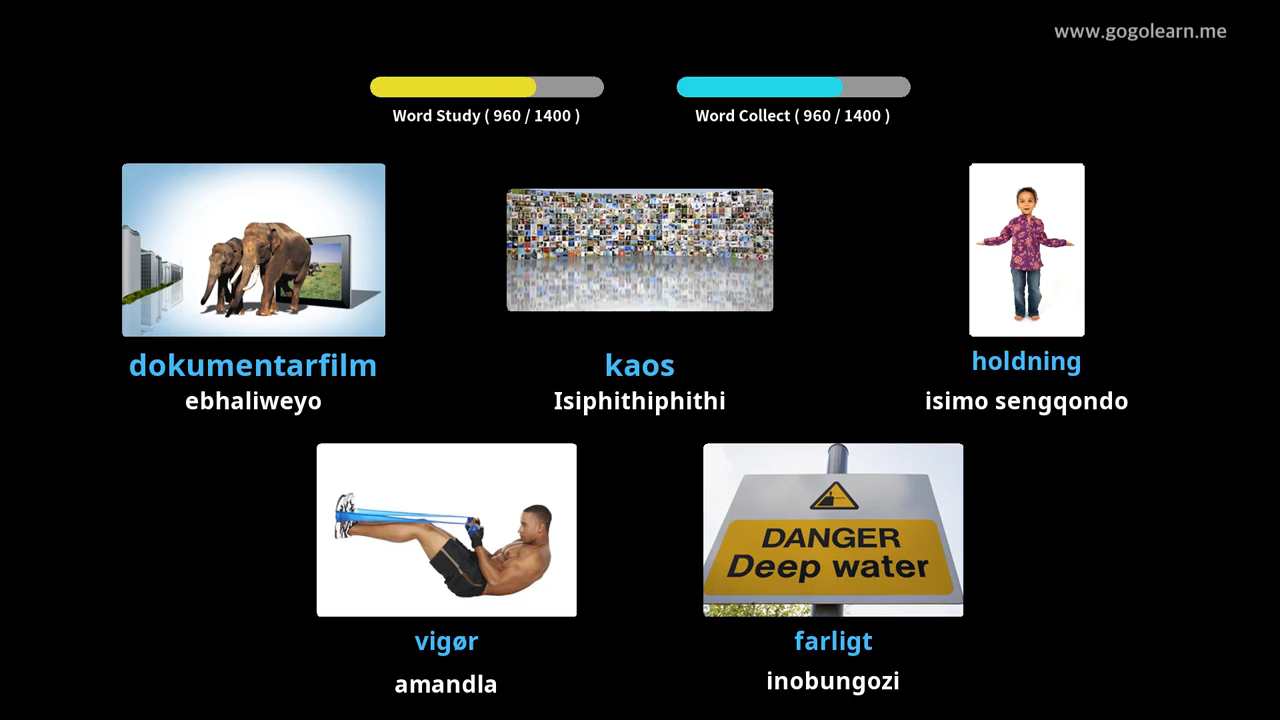 www.gogolearn.me
Word Study ( 960 / 1400 )
Word Collect ( 960 / 1400 )
dokumentarfilm
ebhaliweyo
kaos
Isiphithiphithi
holdning
isimo sengqondo
DANGER
Deep water
vigør
amandla
farligt
inobungozi